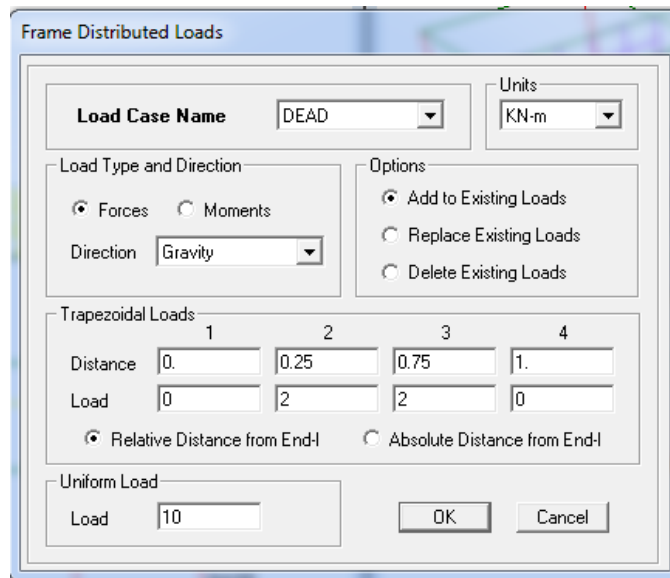 Frame Distributed Loads
Units
Load Case Name DEAD KN-m
Load Type and Direction Options
Forces Moments Add to Existing Loads
Direction Gravity Replace Existing Loads
Delete Existing Loads
Trapezoidal Loads
1 2 3 4
Distance 0. 0.25 0.75 1.
Load 0 2 2 0
Relative Distance from End-I Absolute Distance from End-I
Uniform Load
Load 10 OK Cancel